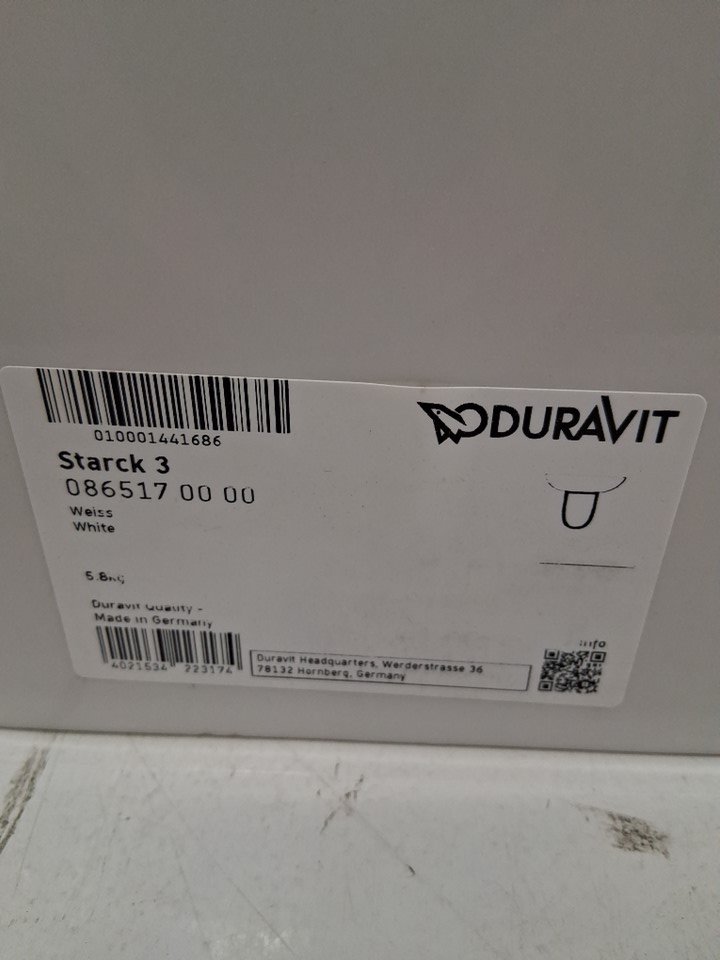 010001441686
DURAVIT
Starck 3
086517 00 00
Weiss
White
5.8kg
Duravit Quality -
Made in Germany
4021534 223174
Duravit Headquarters, Werderstrasse 36
78132 Hornberg, Germany
info